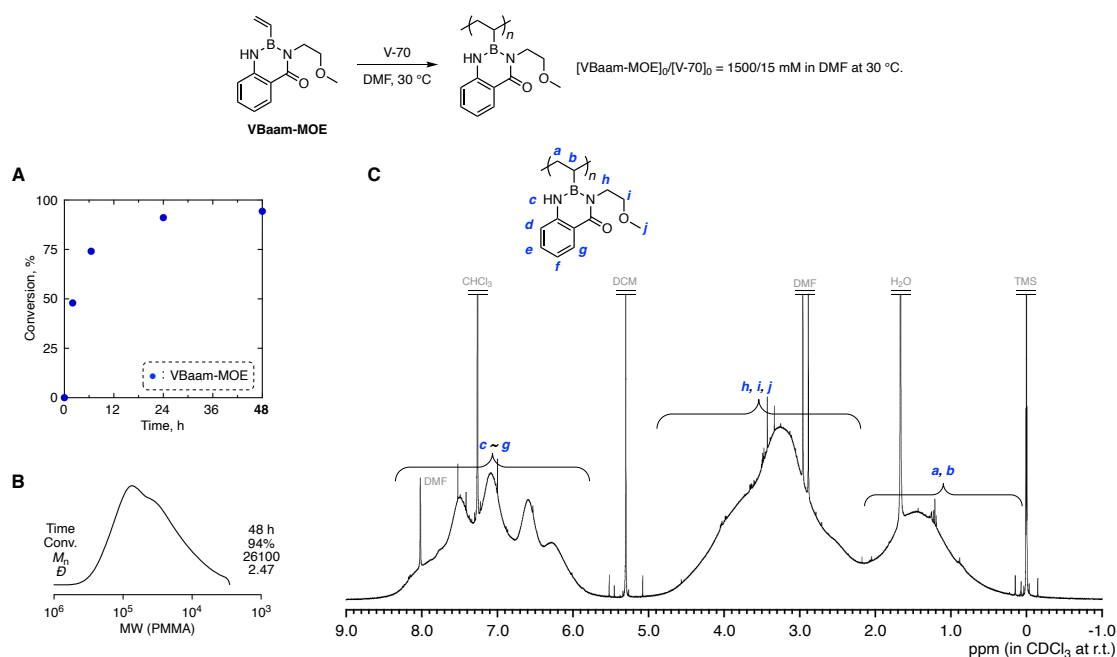 B
HN
N
O
O
VBaam-MOE
V-70
DMF, 30 °C
n
B
HN
N
O
O
[VBaam-MOE]0/[V-70]0 = 1500/15 mM in DMF at 30 °C.
A
100
75
50
25
0
Conversion, %
: VBaam-MOE
0 12 24 36 48
Time, h
B
Time 48 h
Conv. 94%
Mn 26100
Đ 2.47
10^6 10^5 10^4 10^3
MW (PMMA)
C
a b
n
h
c HN B N i
d O O j
e g
f
CHCl3 DCM DMF H2O TMS
h, i, j
c ~ g
DMF
a, b
9.0 8.0 7.0 6.0 5.0 4.0 3.0 2.0 1.0 0 -1.0
ppm (in CDCl3 at r.t.)